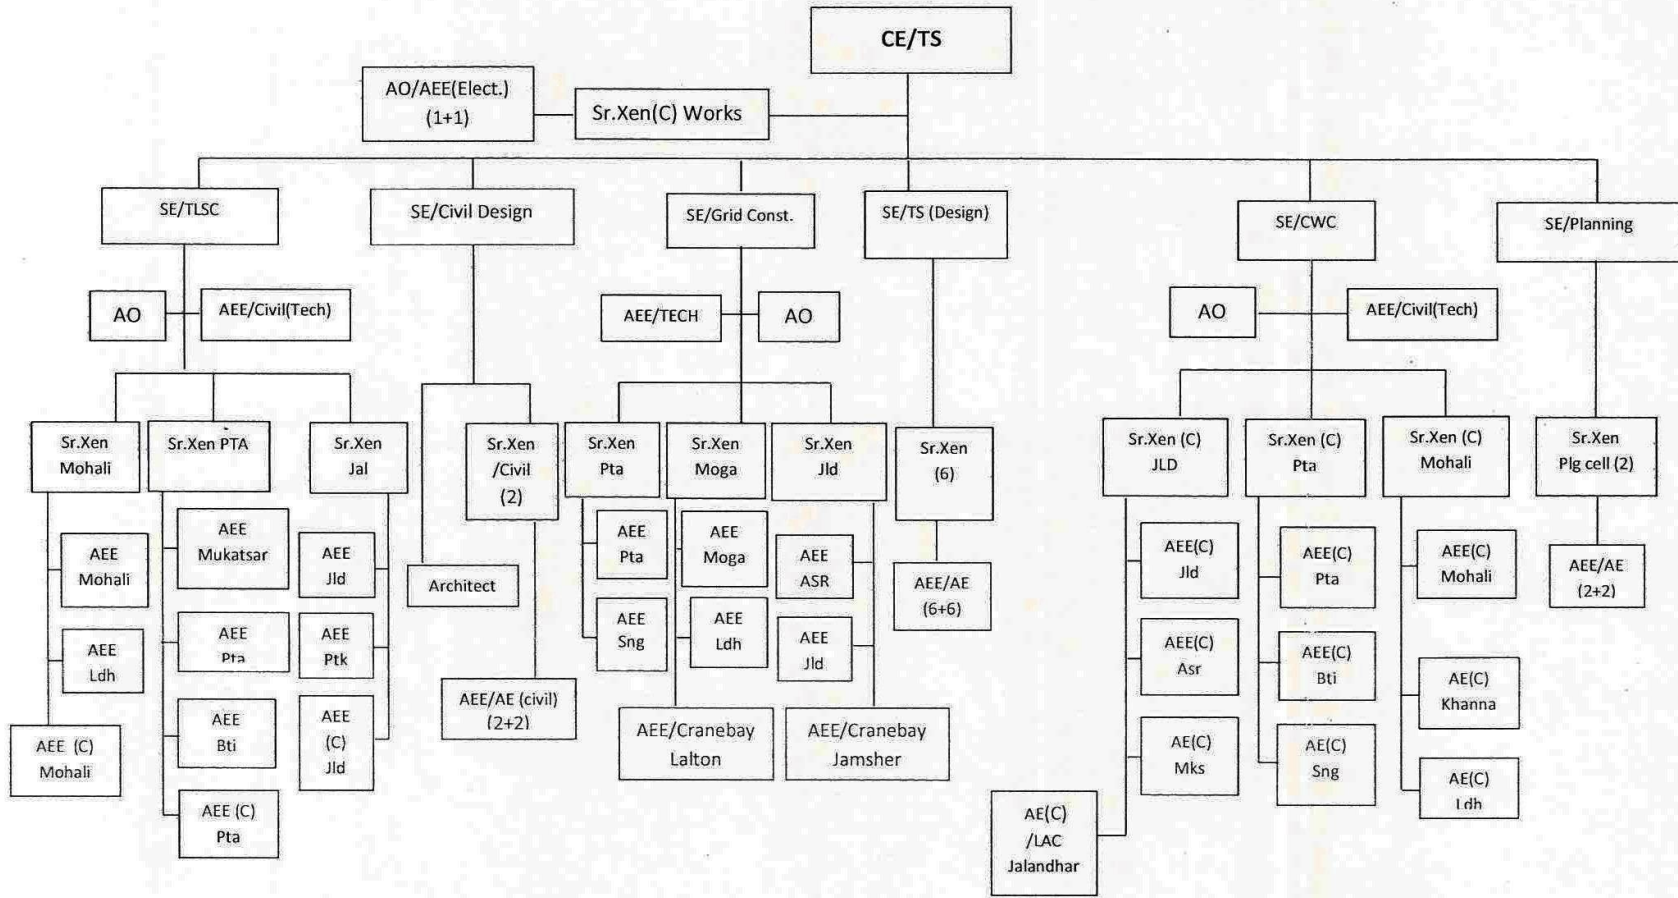 CE/TS
AO/AEE(Elect.)
(1+1)
Sr.Xen(C) Works
SE/TLSC
SE/Civil Design
SE/Grid Const.
SE/TS (Design)
SE/CWC
SE/Planning
AO
AEE/Civil(Tech)
AEE/TECH
AO
AO
AEE/Civil(Tech)
Sr.Xen
Mohali
Sr.Xen PTA
Sr.Xen
Jal
Sr.Xen
/Civil
(2)
Sr.Xen
Pta
Sr.Xen
Moga
Sr.Xen
Jld
Sr.Xen
(6)
Sr.Xen (C)
JLD
Sr.Xen (C)
Pta
Sr.Xen (C)
Mohali
Sr.Xen
Plg cell (2)
AEE
Mohali
AEE
Ldh
AEE (C)
Mohali
AEE
Mukatsar
AEE
Pta
AEE
Bti
AEE (C)
Pta
AEE
Jld
AEE
Ptk
AEE
(C)
Jld
Architect
AEE/AE (civil)
(2+2)
AEE
Pta
AEE
Sng
AEE
Moga
AEE
Ldh
AEE/Cranebay
Lalton
AEE
ASR
AEE
Jld
AEE/Cranebay
Jamsher
AEE/AE
(6+6)
AEE(C)
Jld
AEE(C)
Asr
AE(C)
Mks
AE(C)
/LAC
Jalandhar
AEE(C)
Pta
AEE(C)
Bti
AE(C)
Sng
AEE(C)
Mohali
AE(C)
Khanna
AE(C)
Ldh
AEE/AE
(2+2)